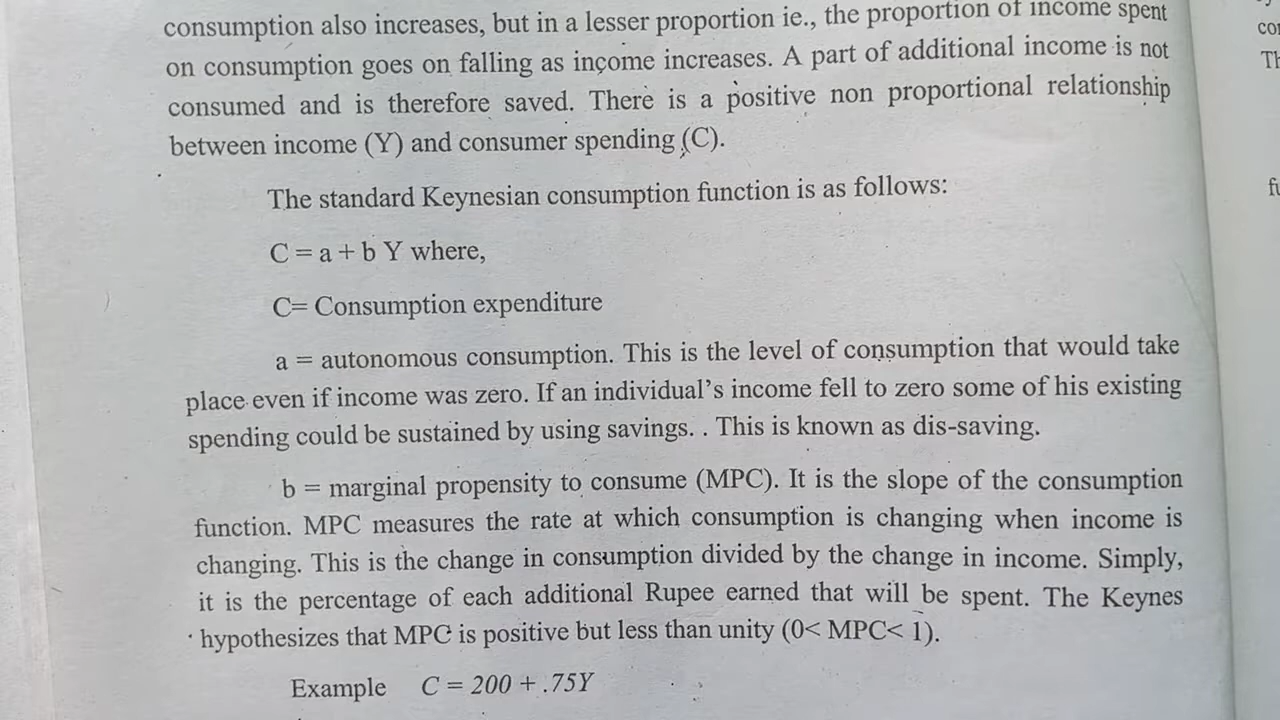 consumption also increases, but in a lesser proportion ie., the proportion of income spent
on consumption goes on falling as income increases. A part of additional income is not
consumed and is therefore saved. There is a positive non proportional relationship
between income (Y) and consumer spending (C).
The standard Keynesian consumption function is as follows:
C = a + b Y where,
C= Consumption expenditure
a = autonomous consumption. This is the level of consumption that would take
place even if income was zero. If an individual's income fell to zero some of his existing
spending could be sustained by using savings. . This is known as dis-saving.
b = marginal propensity to consume (MPC). It is the slope of the consumption
function. MPC measures the rate at which consumption is changing when income is
changing. This is the change in consumption divided by the change in income. Simply,
it is the percentage of each additional Rupee earned that will be spent. The Keynes
hypothesizes that MPC is positive but less than unity (0< MPC< 1).
Example C = 200 + .75Y